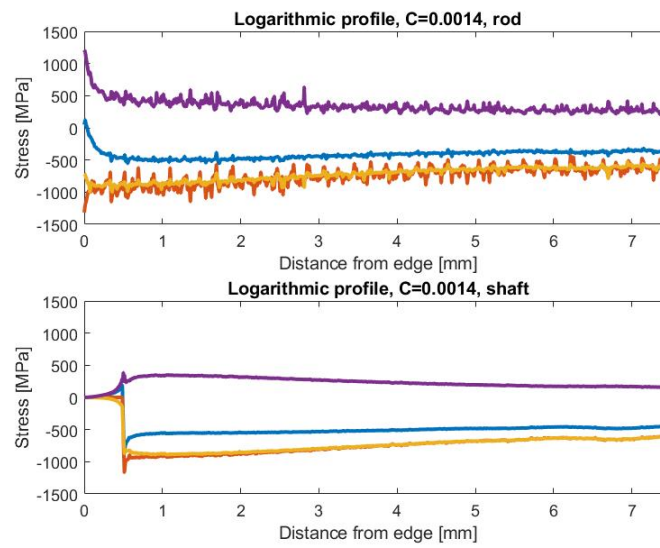 Logarithmic profile, C=0.0014, rod
1500
1000
500
0
-500
-1000
-1500
Stress [MPa]
0 1 2 3 4 5 6 7
Distance from edge [mm]
Logarithmic profile, C=0.0014, shaft
1500
1000
500
0
-500
-1000
-1500
Stress [MPa]
0 1 2 3 4 5 6 7
Distance from edge [mm]